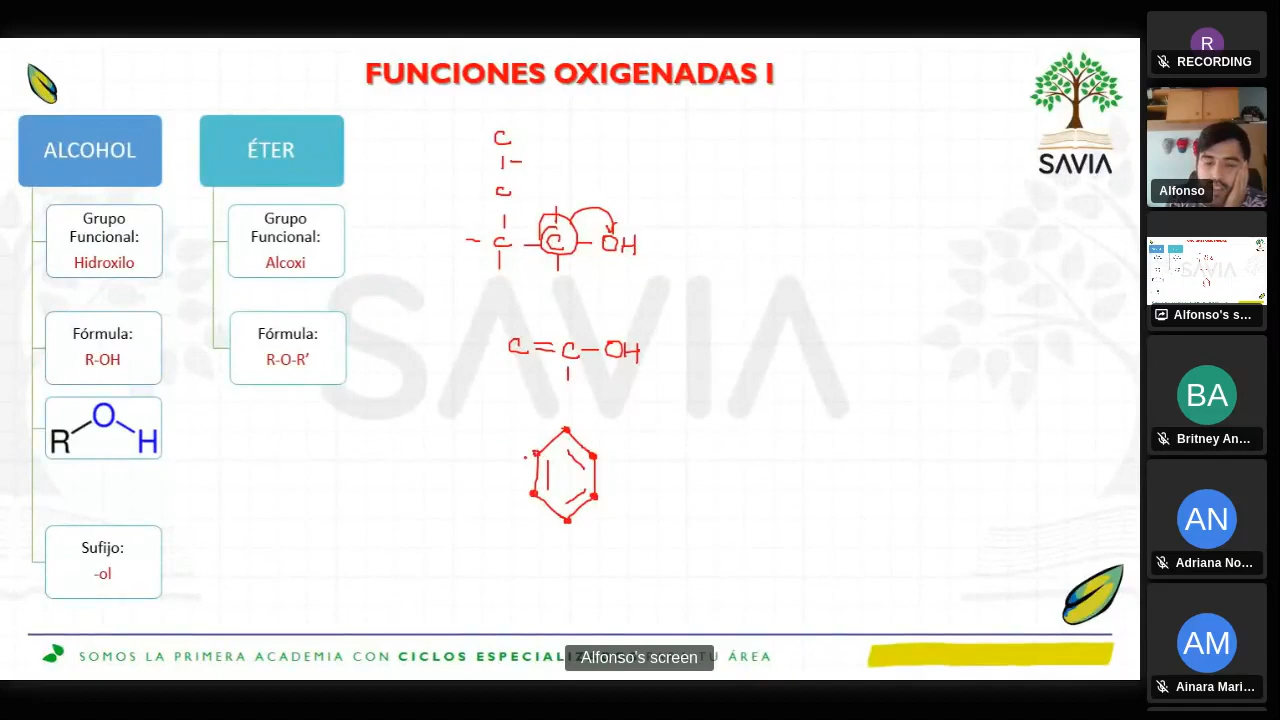 FUNCIONES OXIGENADAS I
SAVIA
ALCOHOL
Grupo
Funcional:
Hidroxilo
Fórmula:
R-OH
R O H
Sufijo:
-ol
ÉTER
Grupo
Funcional:
Alcoxi
Fórmula:
R-O-R’
C
C
- C - C - OH
C = C - OH
SAVIA
SOMOS LA PRIMERA ACADEMIA CON CICLOS ESPECIALIZ
TU ÁREA
Alfonso's screen
R
RECORDING
Alfonso
Alfonso's s...
BA
Britney An...
AN
Adriana No...
AM
Ainara Mari...